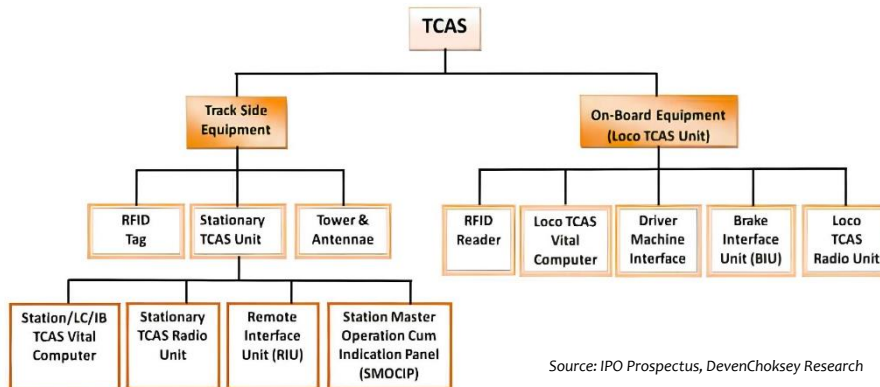 TCAS
Track Side
Equipment
On-Board Equipment
(Loco TCAS Unit)
RFID
Tag
Stationary
TCAS Unit
Tower &
Antennae
RFID
Reader
Loco TCAS
Vital
Computer
Driver
Machine
Interface
Brake
Interface
Unit (BIU)
Loco
TCAS
Radio Unit
Station/LC/IB
TCAS Vital
Computer
Stationary
TCAS Radio
Unit
Remote
Interface
Unit (RIU)
Station Master
Operation Cum
Indication Panel
(SMOCIP)
Source: IPO Prospectus, DevenChoksey Research